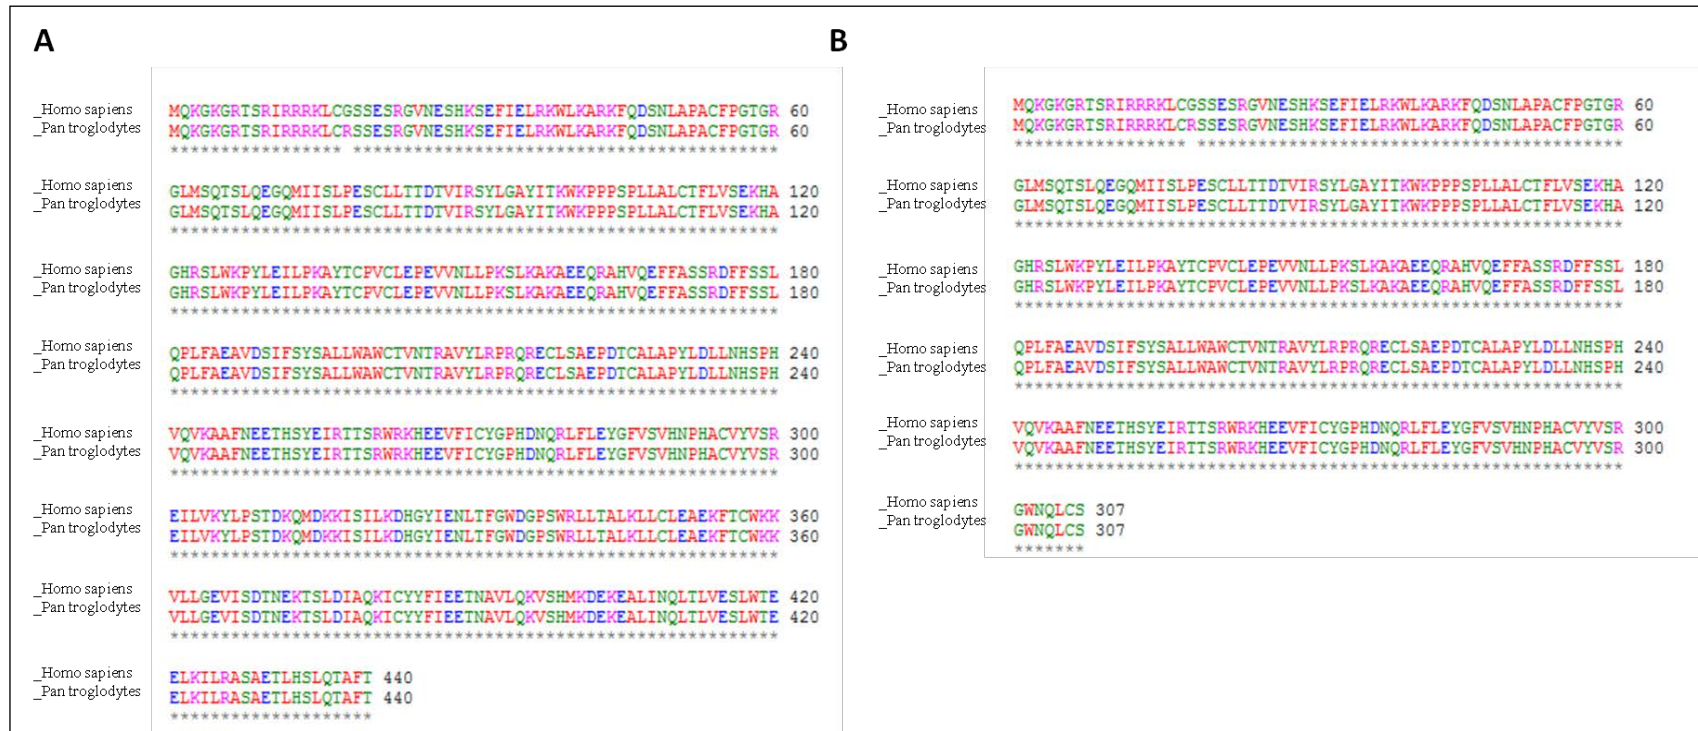 A
_Homo sapiens MQKGKGRTSRIRRRKLCGSSESRGVNESHKSEFIELRKWLKARKFQDSNLAPACFPGTGR 60
_Pan troglodytes MQKGKGRTSRIRRRKLCRSSESRGVNESHKSEFIELRKWLKARKFQDSNLAPACFPGTGR 60
***************** ******************************************
_Homo sapiens GLMSQTSLQEGQMIISLPESCLLTTDTVIRSYLGAYITKWKPPPSPLLALCTFLVSEKHA 120
_Pan troglodytes GLMSQTSLQEGQMIISLPESCLLTTDTVIRSYLGAYITKWKPPPSPLLALCTFLVSEKHA 120
************************************************************
_Homo sapiens GHRSLWKPYLEILPKAYTCPVCLEPEVVNLLPKSLKAKAEEQRAHVQEFFASSRDFFSSL 180
_Pan troglodytes GHRSLWKPYLEILPKAYTCPVCLEPEVVNLLPKSLKAKAEEQRAHVQEFFASSRDFFSSL 180
************************************************************
_Homo sapiens QPLFAEAVDSIFSYSALLWAWCTVNTRAVYLRPRQRECLSAEPDTCALAPYLDLLNHSPH 240
_Pan troglodytes QPLFAEAVDSIFSYSALLWAWCTVNTRAVYLRPRQRECLSAEPDTCALAPYLDLLNHSPH 240
************************************************************
_Homo sapiens VQVKAAFNEETHSYEIRTTSRWRKHEEVFICYGPHDNQRLFLEYGFVSVHNPHACVYVSR 300
_Pan troglodytes VQVKAAFNEETHSYEIRTTSRWRKHEEVFICYGPHDNQRLFLEYGFVSVHNPHACVYVSR 300
************************************************************
_Homo sapiens EILVKYLPSTDKQMDKKISILKDHGYIENLTFGWDGPSWRLLTALKLLCLEAEKFTCWKK 360
_Pan troglodytes EILVKYLPSTDKQMDKKISILKDHGYIENLTFGWDGPSWRLLTALKLLCLEAEKFTCWKK 360
************************************************************
_Homo sapiens VLLGEVISDTNEKTSLDIAQKICYYFIEETNAVLQKVSHMKDEKEALINQLTLVESLWTE 420
_Pan troglodytes VLLGEVISDTNEKTSLDIAQKICYYFIEETNAVLQKVSHMKDEKEALINQLTLVESLWTE 420
************************************************************
_Homo sapiens ELKILRASAETLHSLQTAFT 440
_Pan troglodytes ELKILRASAETLHSLQTAFT 440
********************
B
_Homo sapiens MQKGKGRTSRIRRRKLCGSSESRGVNESHKSEFIELRKWLKARKFQDSNLAPACFPGTGR 60
_Pan troglodytes MQKGKGRTSRIRRRKLCRSSESRGVNESHKSEFIELRKWLKARKFQDSNLAPACFPGTGR 60
***************** ******************************************
_Homo sapiens GLMSQTSLQEGQMIISLPESCLLTTDTVIRSYLGAYITKWKPPPSPLLALCTFLVSEKHA 120
_Pan troglodytes GLMSQTSLQEGQMIISLPESCLLTTDTVIRSYLGAYITKWKPPPSPLLALCTFLVSEKHA 120
************************************************************
_Homo sapiens GHRSLWKPYLEILPKAYTCPVCLEPEVVNLLPKSLKAKAEEQRAHVQEFFASSRDFFSSL 180
_Pan troglodytes GHRSLWKPYLEILPKAYTCPVCLEPEVVNLLPKSLKAKAEEQRAHVQEFFASSRDFFSSL 180
************************************************************
_Homo sapiens QPLFAEAVDSIFSYSALLWAWCTVNTRAVYLRPRQRECLSAEPDTCALAPYLDLLNHSPH 240
_Pan troglodytes QPLFAEAVDSIFSYSALLWAWCTVNTRAVYLRPRQRECLSAEPDTCALAPYLDLLNHSPH 240
************************************************************
_Homo sapiens VQVKAAFNEETHSYEIRTTSRWRKHEEVFICYGPHDNQRLFLEYGFVSVHNPHACVYVSR 300
_Pan troglodytes VQVKAAFNEETHSYEIRTTSRWRKHEEVFICYGPHDNQRLFLEYGFVSVHNPHACVYVSR 300
************************************************************
_Homo sapiens GWNQLCS 307
_Pan troglodytes GWNQLCS 307
*******